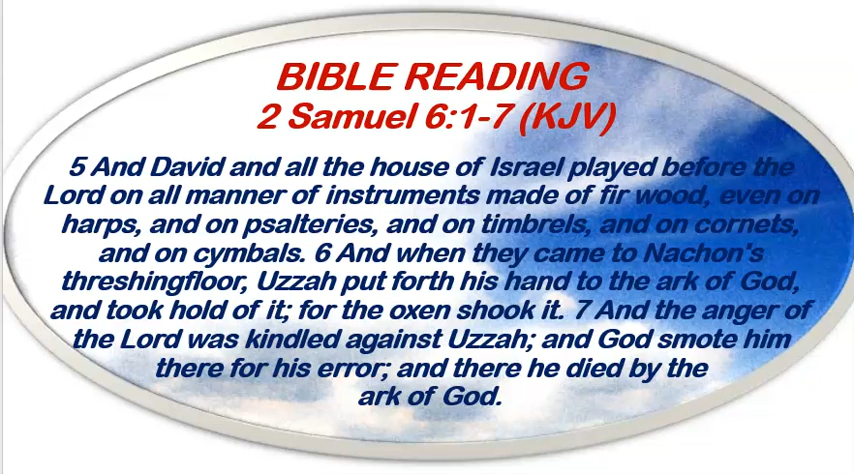 BIBLE READING
2 Samuel 6:1-7 (KJV)
5 And David and all the house of Israel played before the
Lord on all manner of instruments made of fir wood, even on
harps, and on psalteries, and on timbrels, and on cornets,
and on cymbals. 6 And when they came to Nachon's
threshingfloor, Uzzah put forth his hand to the ark of God,
and took hold of it; for the oxen shook it. 7 And the anger of
the Lord was kindled against Uzzah; and God smote him
there for his error; and there he died by the
ark of God.